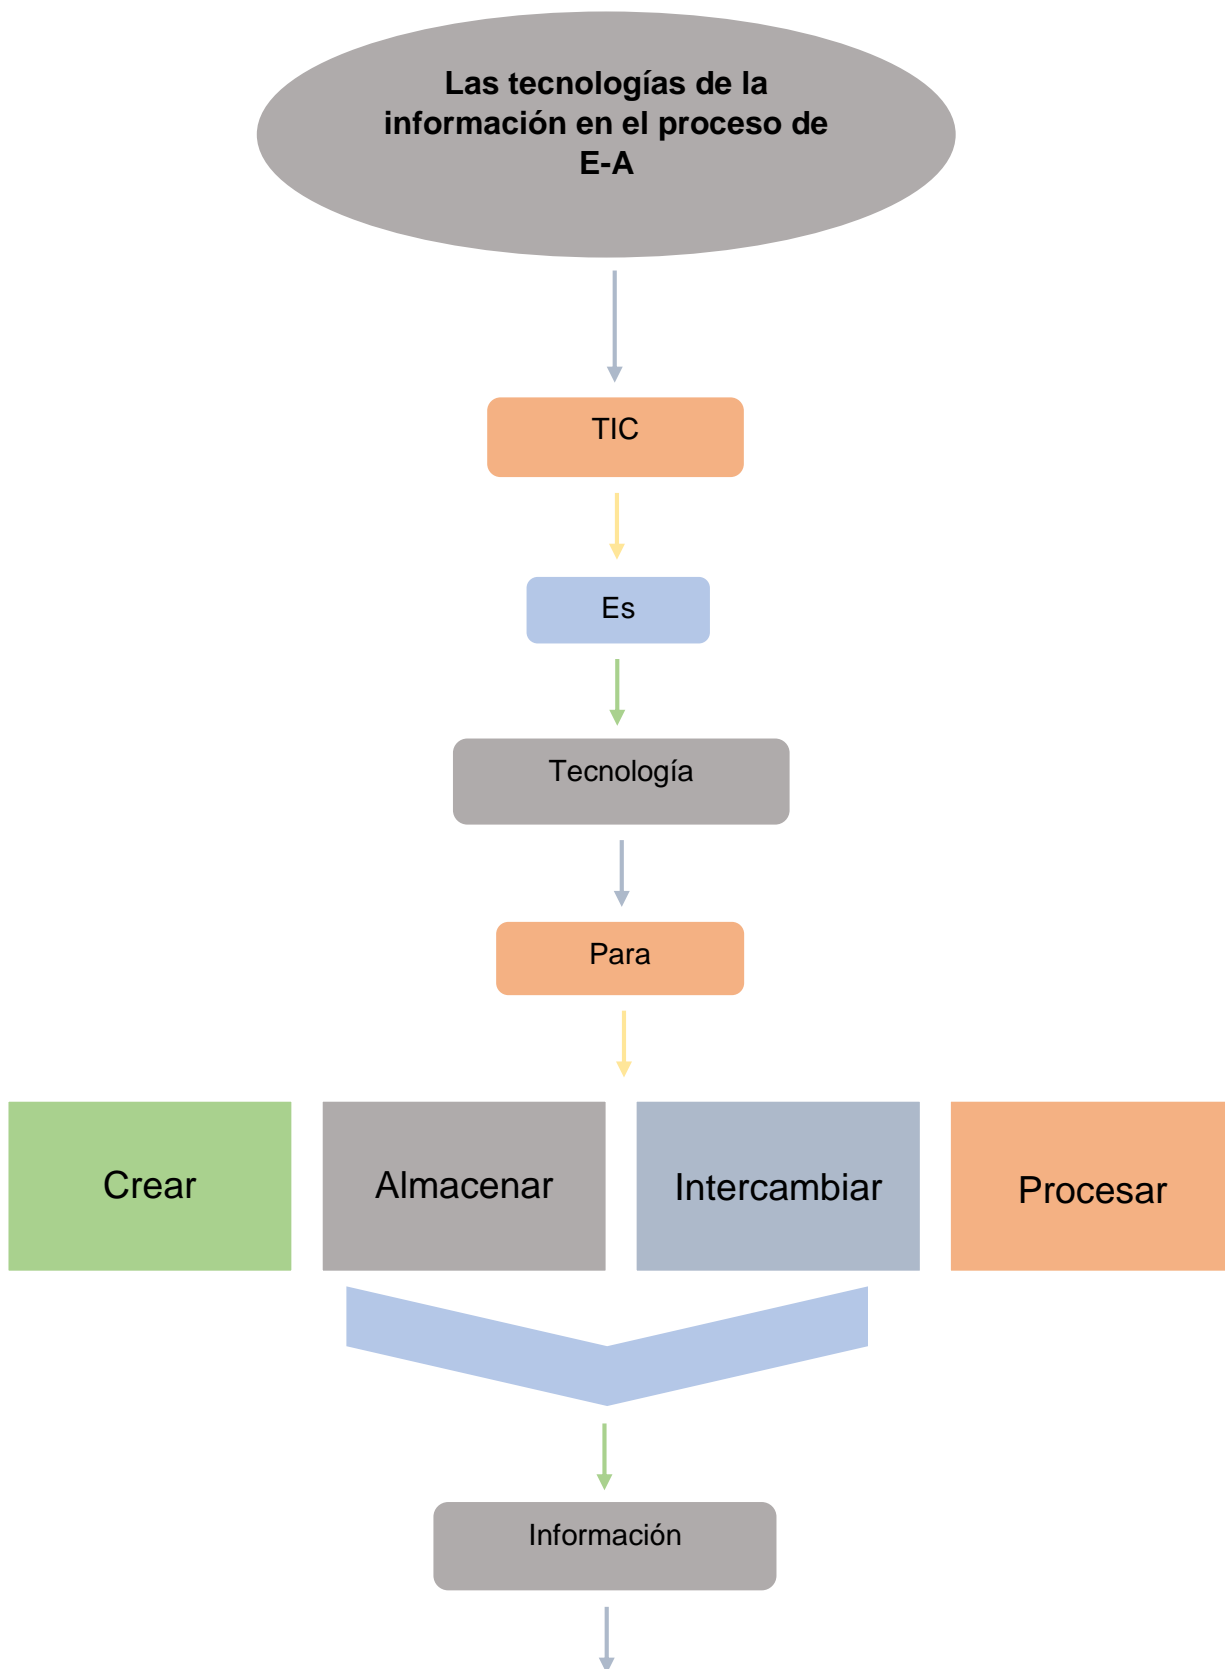 Las tecnologías de la
información en el proceso de
E-A
TIC
Es
Tecnología
Para
Crear
Almacenar
Intercambiar
Procesar
Información